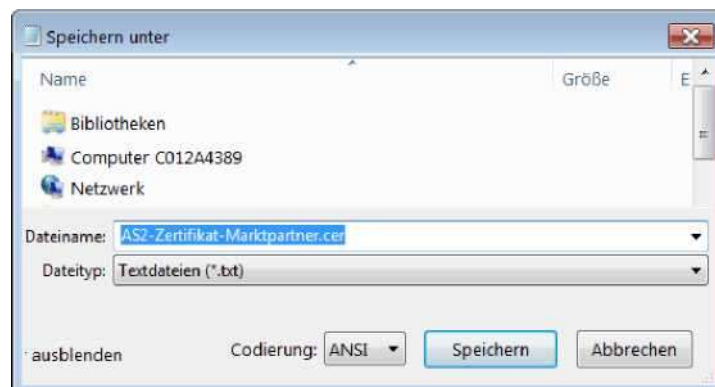 Speichern unter
Name Größe E
Bibliotheken
Computer C012A4389
Netzwerk
Dateiname: AS2-Zertifikat-Marktpartner.cer
Dateityp: Textdateien (*.txt)
ausblenden Codierung: ANSI Speichern Abbrechen